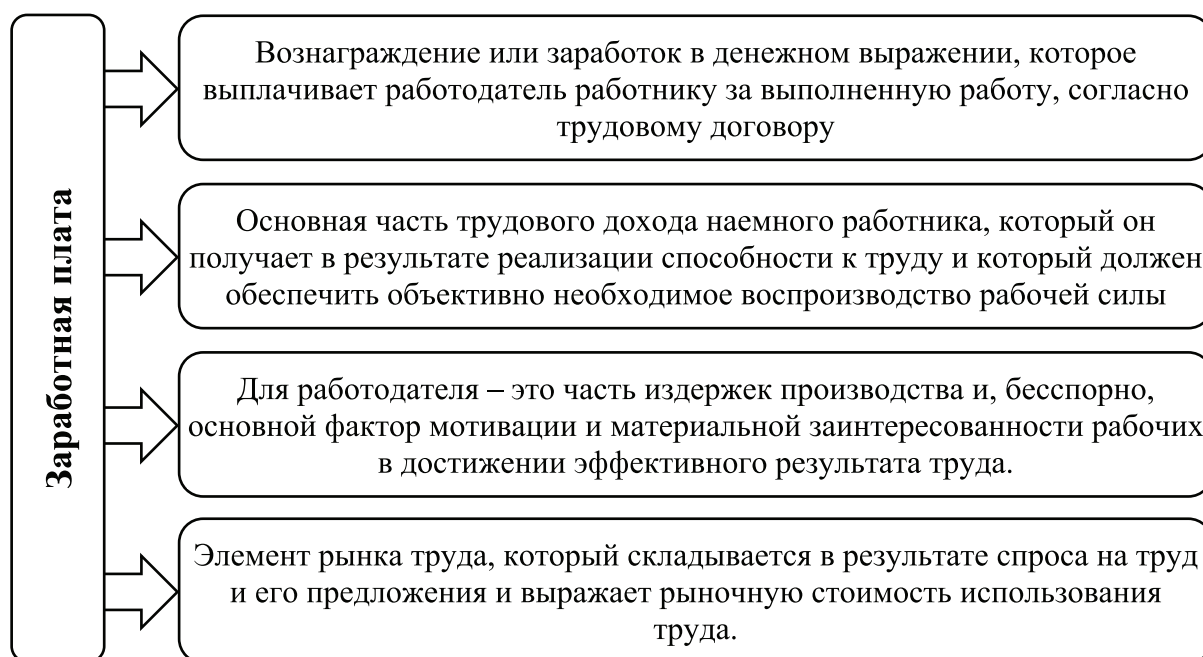 Заработная плата
Вознаграждение или заработок в денежном выражении, которое
выплачивает работодатель работнику за выполненную работу, согласно
трудовому договору
Основная часть трудового дохода наемного работника, который он
получает в результате реализации способности к труду и который должен
обеспечить объективно необходимое воспроизводство рабочей силы
Для работодателя – это часть издержек производства и, бесспорно,
основной фактор мотивации и материальной заинтересованности рабочих
в достижении эффективного результата труда.
Элемент рынка труда, который складывается в результате спроса на труд
и его предложения и выражает рыночную стоимость использования
труда.